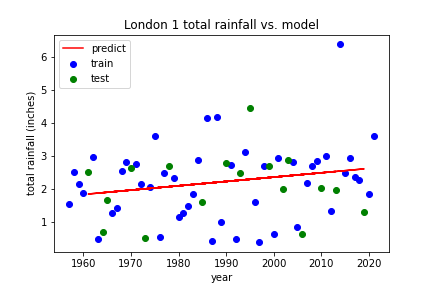 London 1 total rainfall vs. model
predict
train
test
total rainfall (inches)
6
5
4
3
2
1
1960 1970 1980 1990 2000 2010 2020
year